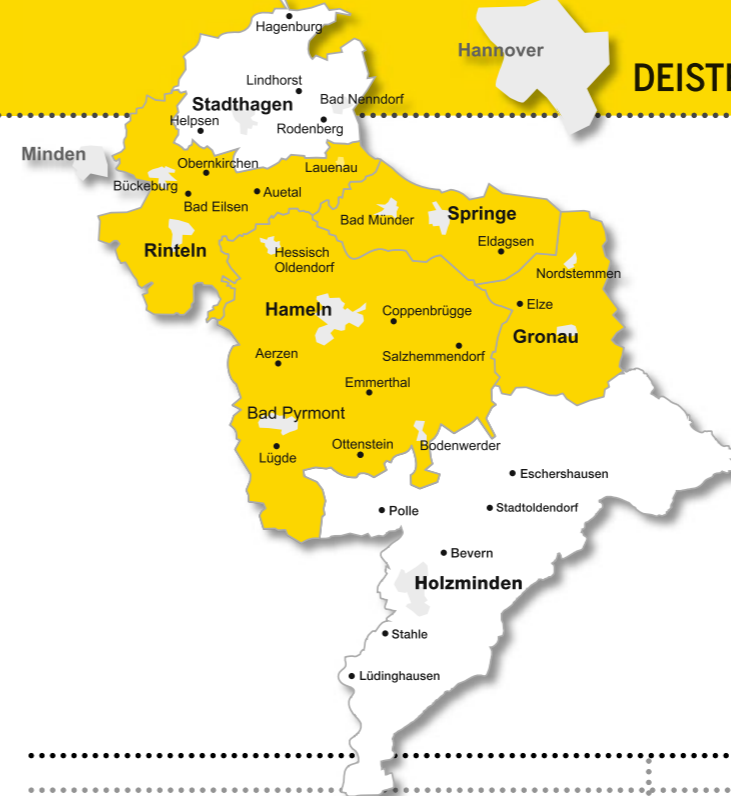 Hagenburg
Hannover
DEIST
Lindhorst
Bad Nenndorf
Stadthagen
Helpsen
Rodenberg
Minden
Obernkirchen
Lauenau
Bückeburg
Auetal
Bad Eilsen
Bad Münder
Springe
Rinteln
Eldagsen
Hessisch
Oldendorf
Nordstemmen
Hameln
Coppenbrügge
Elze
Gronau
Aerzen
Salzhemmendorf
Emmerthal
Bad Pyrmont
Ottenstein
Bodenwerder
Lügde
Eschershausen
Polle
Stadtoldendorf
Bevern
Holzminden
Stahle
Lüdinghausen